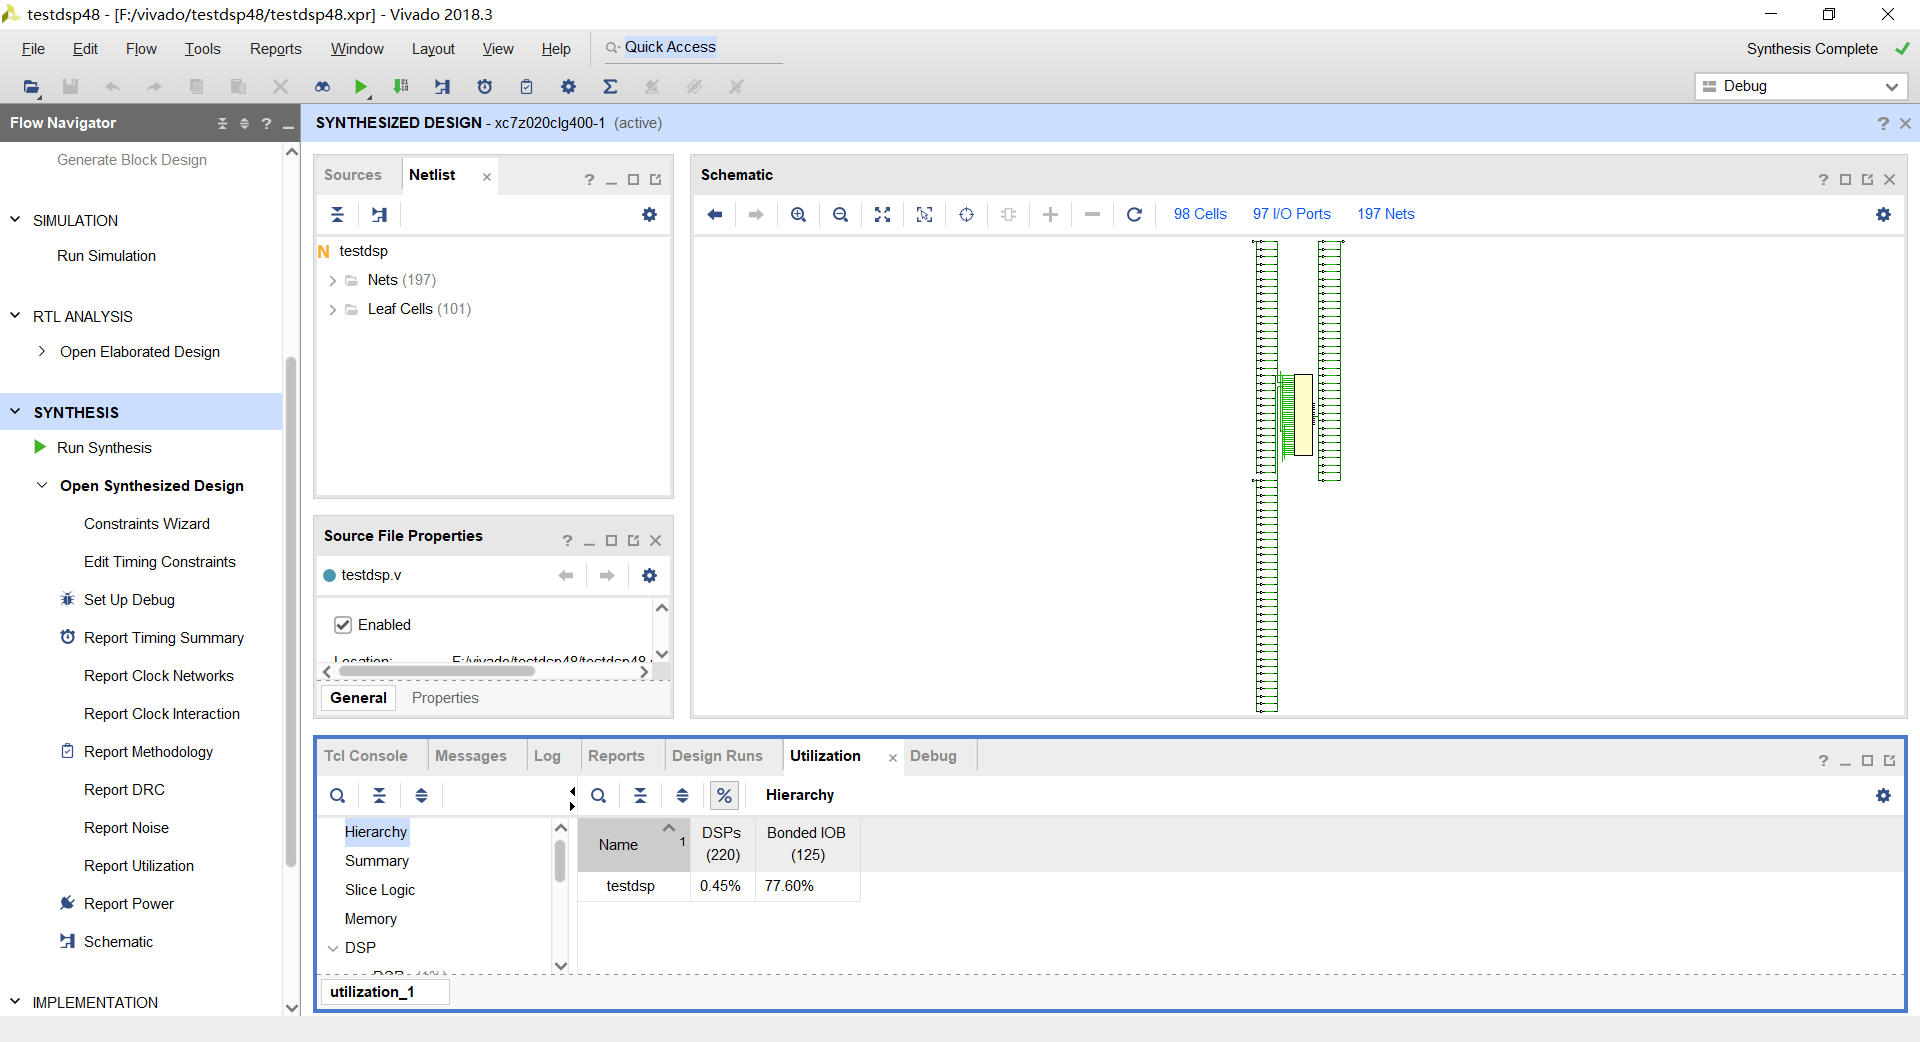 testdsp48 - [F:/vivado/testdsp48/testdsp48.xpr] - Vivado 2018.3
File Edit Flow Tools Reports Window Layout View Help Quick Access
Synthesis Complete
Debug
Flow Navigator
Generate Block Design
SIMULATION
Run Simulation
RTL ANALYSIS
Open Elaborated Design
SYNTHESIS
Run Synthesis
Open Synthesized Design
Constraints Wizard
Edit Timing Constraints
Set Up Debug
Report Timing Summary
Report Clock Networks
Report Clock Interaction
Report Methodology
Report DRC
Report Noise
Report Utilization
Report Power
Schematic
IMPLEMENTATION
SYNTHESIZED DESIGN - xc7z020clg400-1 (active)
Sources Netlist
N testdsp
Nets (197)
Leaf Cells (101)
Source File Properties
testdsp.v
Enabled
Location: F:/vivado/testdsp48/testdsp48.
General Properties
Schematic
98 Cells 97 I/O Ports 197 Nets
Tcl Console Messages Log Reports Design Runs Utilization Debug
Hierarchy
Summary
Slice Logic
Memory
DSP
% Hierarchy
Name 1 DSPs (220) Bonded IOB (125)
testdsp 0.45% 77.60%
utilization_1